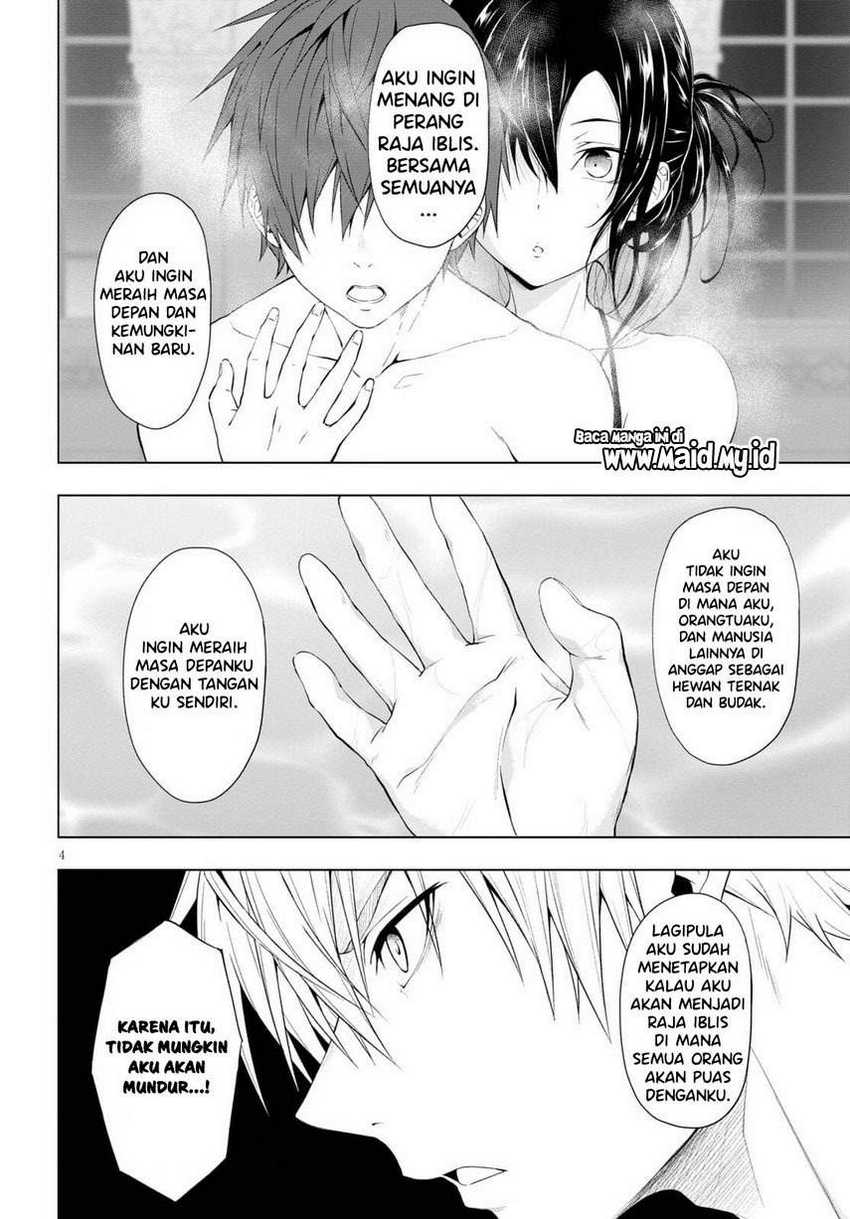 AKU INGIN
MENANG DI
PERANG
RAJA IBLIS.
BERSAMA
SEMUANYA
...
DAN
AKU INGIN
MERAIH MASA
DEPAN DAN
KEMUNGKI-
NAN BARU.
Baca Manga ini di
www.Maid.My.id
AKU
TIDAK INGIN
MASA DEPAN
DI MANA AKU,
ORANGTUAKU,
DAN MANUSIA
LAINNYA DI
ANGGAP SEBAGAI
HEWAN TERNAK
DAN BUDAK.
AKU
INGIN MERAIH
MASA DEPANKU
DENGAN TANGAN
KU SENDIRI.
4
LAGIPULA
AKU SUDAH
MENETAPKAN
KALAU AKU
AKAN MENJADI
RAJA IBLIS
DI MANA
SEMUA ORANG
AKAN PUAS
DENGANKU.
KARENA ITU,
TIDAK MUNGKIN
AKU AKAN
MUNDUR...!